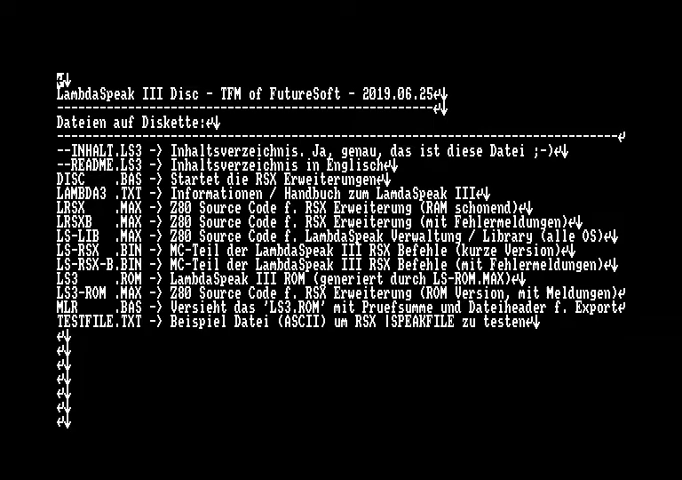 LambdaSpeak III Disc - TFM of FutureSoft - 2019.06.25↵↓
------------------------------------------------------↵↓
Dateien auf Diskette:↵↓
-------------------------------------------------------------------------------↵
--INHALT.LS3 -> Inhaltsverzeichnis. Ja, genau, das ist diese Datei ;-)↵↓
--README.LS3 -> Inhaltsverzeichnis in Englisch↵↓
DISC    .BAS -> Startet die RSX Erweiterungen↵↓
LAMBDA3 .TXT -> Informationen / Handbuch zum LamdaSpeak III↵↓
LRSX    .MAX -> Z80 Source Code f. RSX Erweiterung (RAM schonend)↵↓
LRSXB   .MAX -> Z80 Source Code f. RSX Erweiterung (mit Fehlermeldungen)↵↓
LS-LIB  .MAX -> Z80 Source Code f. LambdaSpeak Verwaltung / Library (alle OS)↵↓
LS-RSX  .BIN -> MC-Teil der LambdaSpeak III RSX Befehle (kurze Version)↵↓
LS-RSX-B.BIN -> MC-Teil der LambdaSpeak III RSX Befehle (mit Fehlermeldungen)↵↓
LS3     .ROM -> LambdaSpeak III ROM (generiert durch LS-ROM.MAX)↵↓
LS3-ROM .MAX -> Z80 Source Code f. RSX Erweiterung (ROM Version, mit Meldungen)↵
MLR     .BAS -> Versieht das 'LS3.ROM' mit Pruefsumme und Dateiheader f. Export↵
TESTFILE.TXT -> Beispiel Datei (ASCII) um RSX |SPEAKFILE zu testen↵↓
↵↓
↵↓
↵↓
↵↓
↵↓
↵↓
↵↓